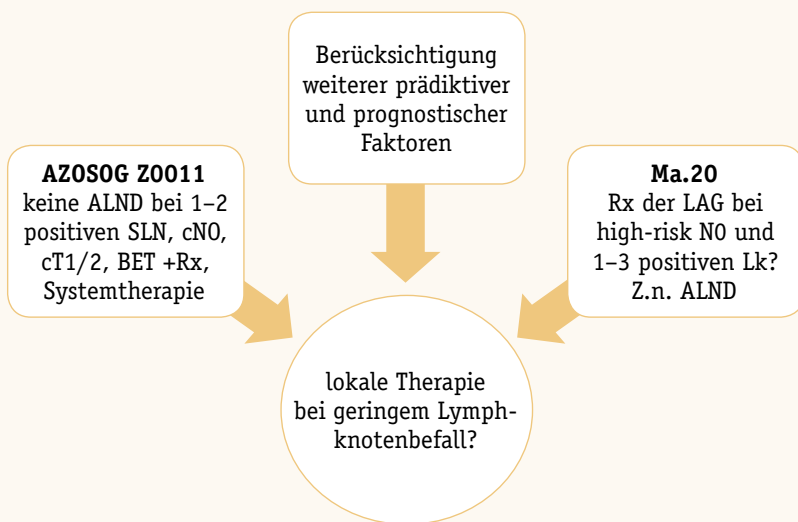 Berücksichtigung
weiterer prädiktiver
und prognostischer
Faktoren
AZOSOG Z0011
keine ALND bei 1–2
positiven SLN, cN0,
cT1/2, BET +Rx,
Systemtherapie
Ma.20
Rx der LAG bei
high-risk N0 und
1–3 positiven Lk?
Z.n. ALND
lokale Therapie
bei geringem Lymph-
knotenbefall?